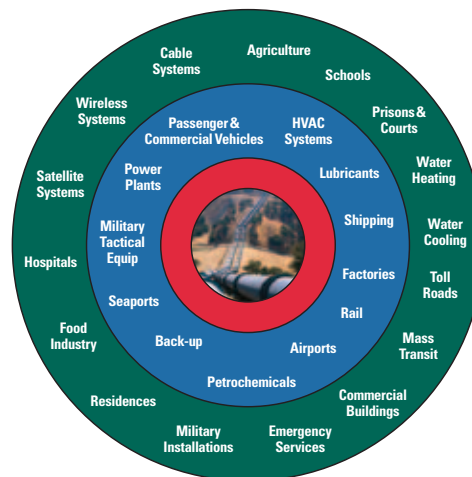 Agriculture
Schools
Prisons &
Courts
Water
Heating
Water
Cooling
Toll
Roads
Mass
Transit
Commercial
Buildings
Emergency
Services
Military
Installations
Residences
Food
Industry
Hospitals
Satellite
Systems
Wireless
Systems
Cable
Systems
Passenger &
Commercial Vehicles
HVAC
Systems
Lubricants
Shipping
Factories
Rail
Airports
Petrochemicals
Back-up
Seaports
Military
Tactical
Equip
Power
Plants